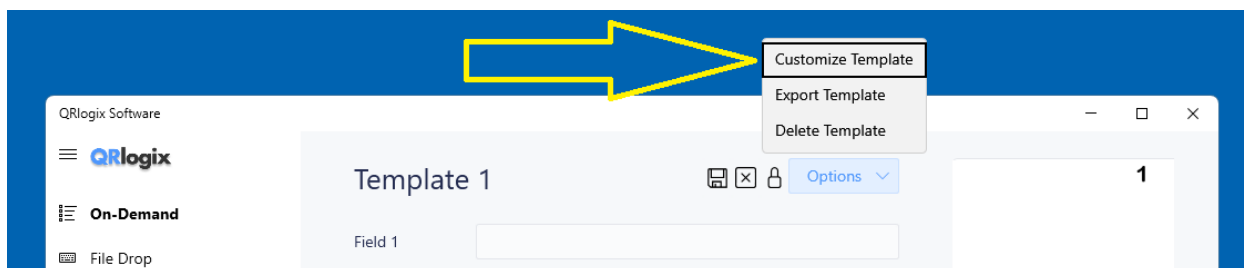 Customize Template
Export Template
Delete Template
QRlogix Software
QRlogix
Template 1
Options
1
On-Demand
Field 1
File Drop